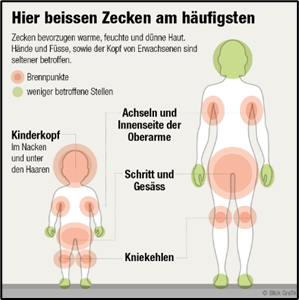 Hier beissen Zecken am häufigsten
Zecken bevorzugen warme, feuchte und dünne Haut.
Hände und Füsse, sowie der Kopf von Erwachsenen sind
seltener betroffen.
Brennpunkte
weniger betroffene Stellen
Achseln und
Innenseite der
Oberarme
Kinderkopf
Im Nacken
und unter
den Haaren
Schritt und
Gesäss
Kniekehlen
© Blick Grafik